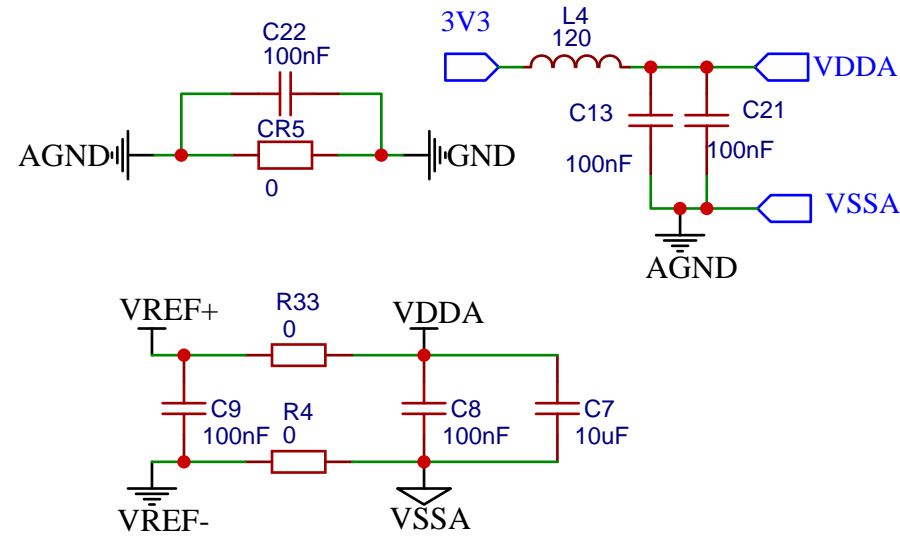 C22
100nF
AGND
CR5
0
GND
3V3
L4
120
VDDA
C13
100nF
C21
100nF
VSSA
AGND
VREF+
R33
0
VDDA
C9
100nF
R4
0
C8
100nF
C7
10uF
VREF-
VSSA